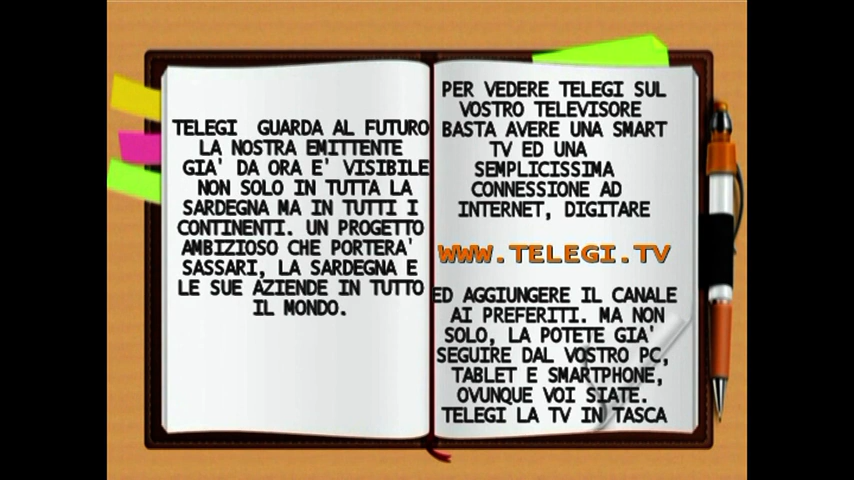 TELEGI GUARDA AL FUTURO
LA NOSTRA EMITTENTE
GIA' DA ORA E' VISIBILE
NON SOLO IN TUTTA LA
SARDEGNA MA IN TUTTI I
CONTINENTI. UN PROGETTO
AMBIZIOSO CHE PORTERA'
SASSARI, LA SARDEGNA E
LE SUE AZIENDE IN TUTTO
IL MONDO.
PER VEDERE TELEGI SUL
VOSTRO TELEVISORE
BASTA AVERE UNA SMART
TV ED UNA
SEMPLICISSIMA
CONNESSIONE AD
INTERNET, DIGITARE
WWW.TELEGI.TV
ED AGGIUNGERE IL CANALE
AI PREFERITI. MA NON
SOLO, LA POTETE GIA'
SEGUIRE DAL VOSTRO PC,
TABLET E SMARTPHONE,
OVUNQUE VOI SIATE.
TELEGI LA TV IN TASCA